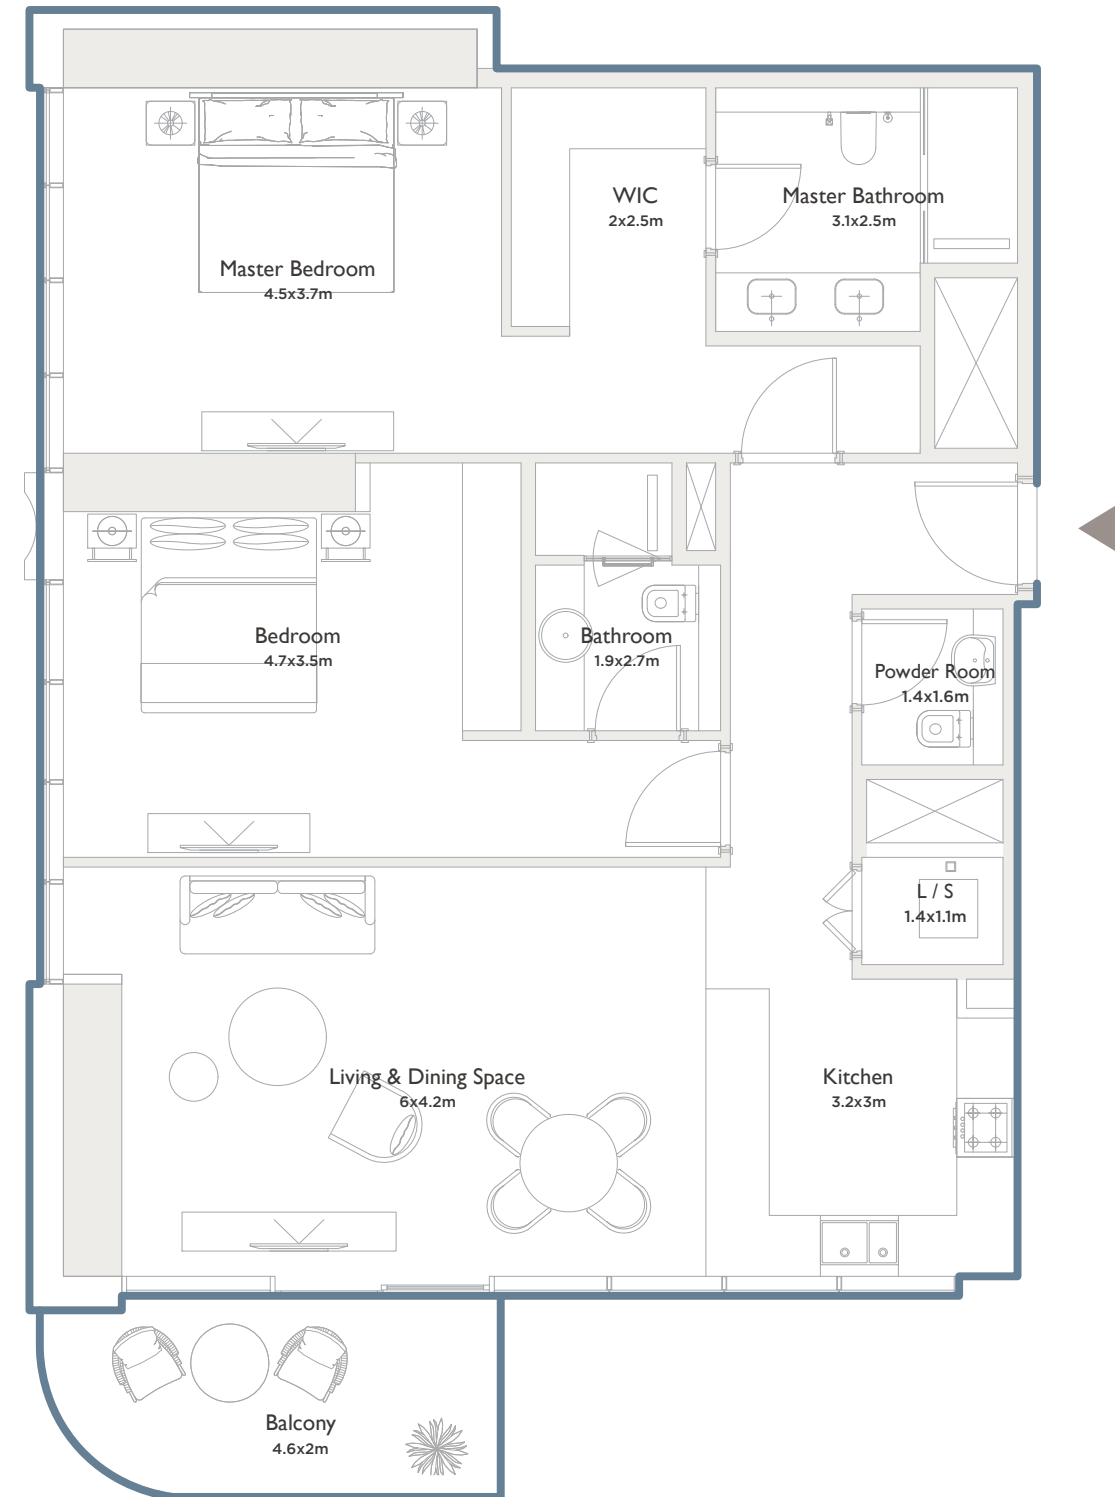 WIC
2x2.5m
Master Bathroom
3.1x2.5m
Master Bedroom
4.5x3.7m
Bedroom
4.7x3.5m
Bathroom
1.9x2.7m
Powder Room
1.4x1.6m
L / S
1.4x1.1m
Living & Dining Space
6x4.2m
Kitchen
3.2x3m
Balcony
4.6x2m